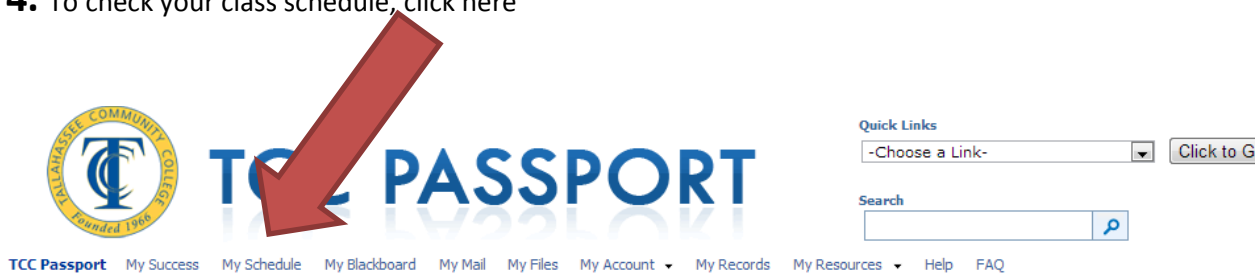 4. To check your class schedule, click here
TALLAHASSEE COMMUNITY COLLEGE
TCC
Founded 1966
PASSPORT
Quick Links
-Choose a Link-
Click to G
Search
TCC Passport My Success My Schedule My Blackboard My Mail My Files My Account My Records My Resources Help FAQ